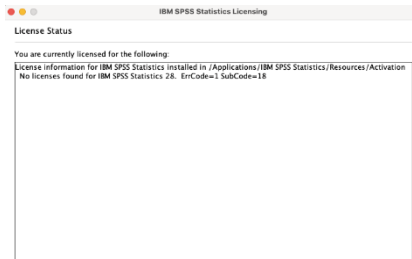 IBM SPSS Statistics Licensing
License Status
You are currently licensed for the following:
License information for IBM SPSS Statistics installed in /Applications/IBM SPSS Statistics/Resources/Activation
No licenses found for IBM SPSS Statistics 28. ErrCode=1 SubCode=18